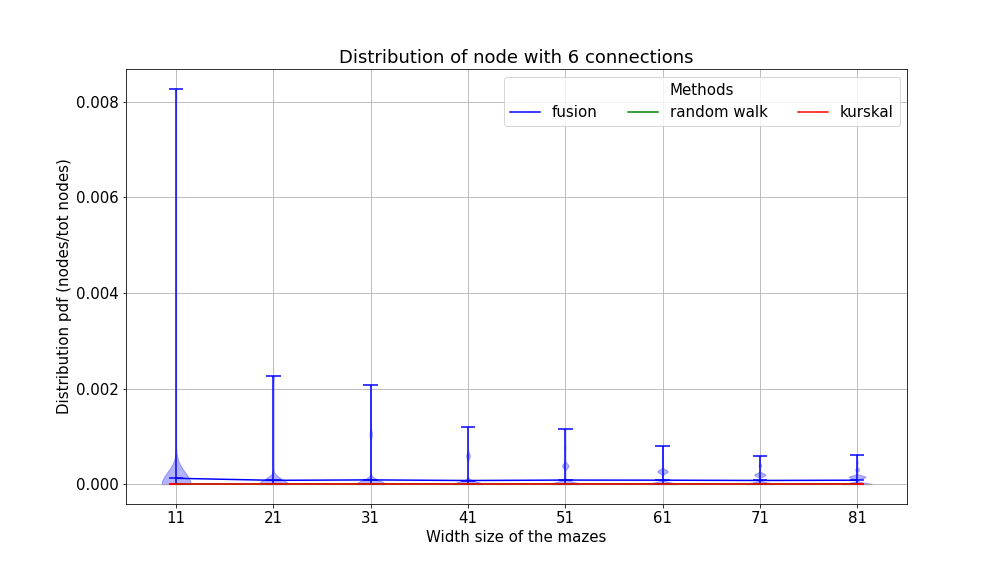 Distribution of node with 6 connections
Methods
fusion random walk kurskal
Distribution pdf (nodes/tot nodes)
0.008
0.006
0.004
0.002
0.000
11 21 31 41 51 61 71 81
Width size of the mazes